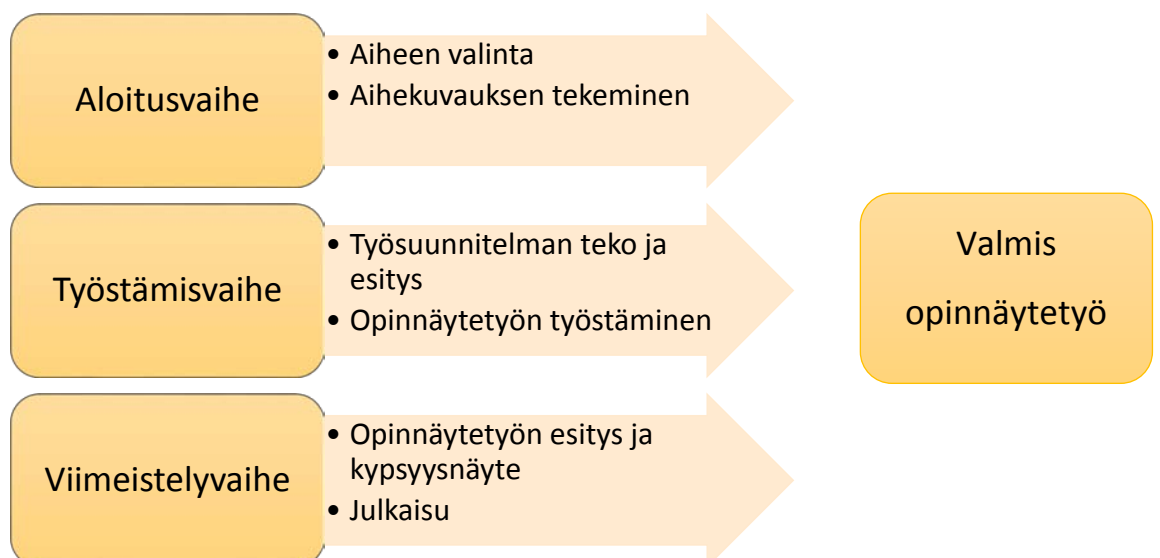 Aloitusvaihe
• Aiheen valinta
• Aihekuvauksen tekeminen
Työstämisvaihe
• Työsuunnitelman teko ja
esitys
• Opinnäytetyön työstäminen
Viimeistelyvaihe
• Opinnäytetyön esitys ja
kypsyysnäyte
• Julkaisu
Valmis
opinnäytetyö